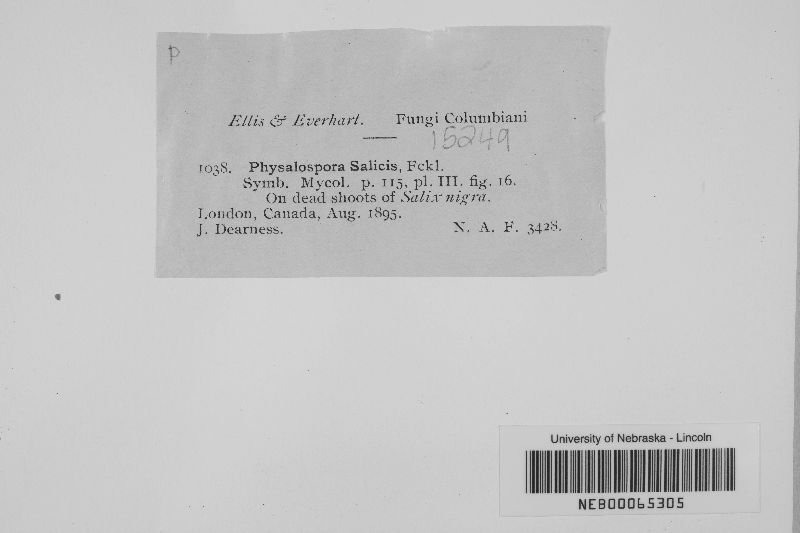 P
Ellis & Everhart. Fungi Columbiani
15249
1038. Physalospora Salicis, Fckl.
Symb. Mycol. p. 115, pl. III. fig. 16.
On dead shoots of Salix nigra.
London, Canada, Aug. 1895.
J. Dearness. N. A. F. 3428.
University of Nebraska - Lincoln
NEB00065305